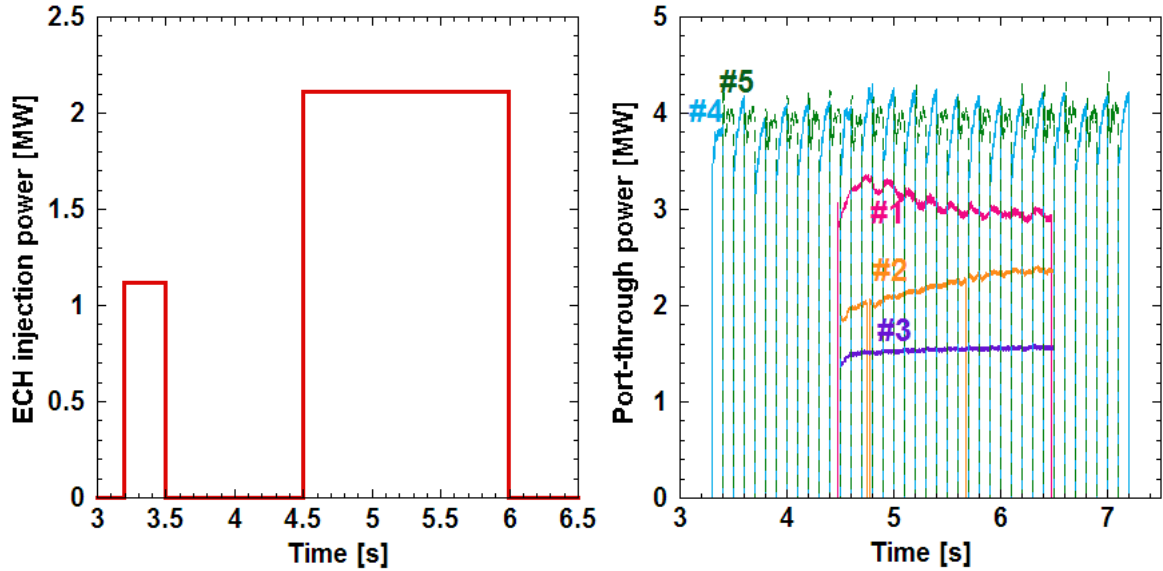 ECH injection power [MW]
2.5
2
1.5
1
0.5
0
3 3.5 4 4.5 5 5.5 6 6.5
Time [s]
Port-through power [MW]
5
4
3
2
1
0
#5
#4
#1
#2
#3
3 4 5 6 7
Time [s]